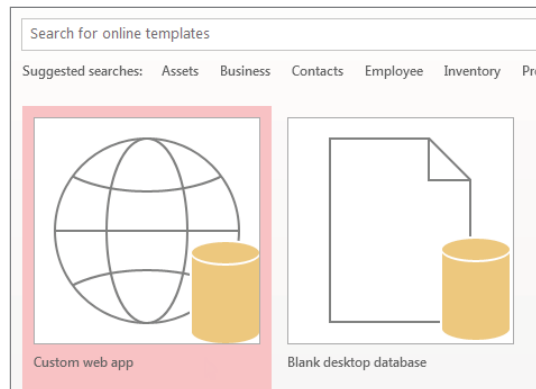 Search for online templates
Suggested searches: Assets Business Contacts Employee Inventory
Custom web app Blank desktop database